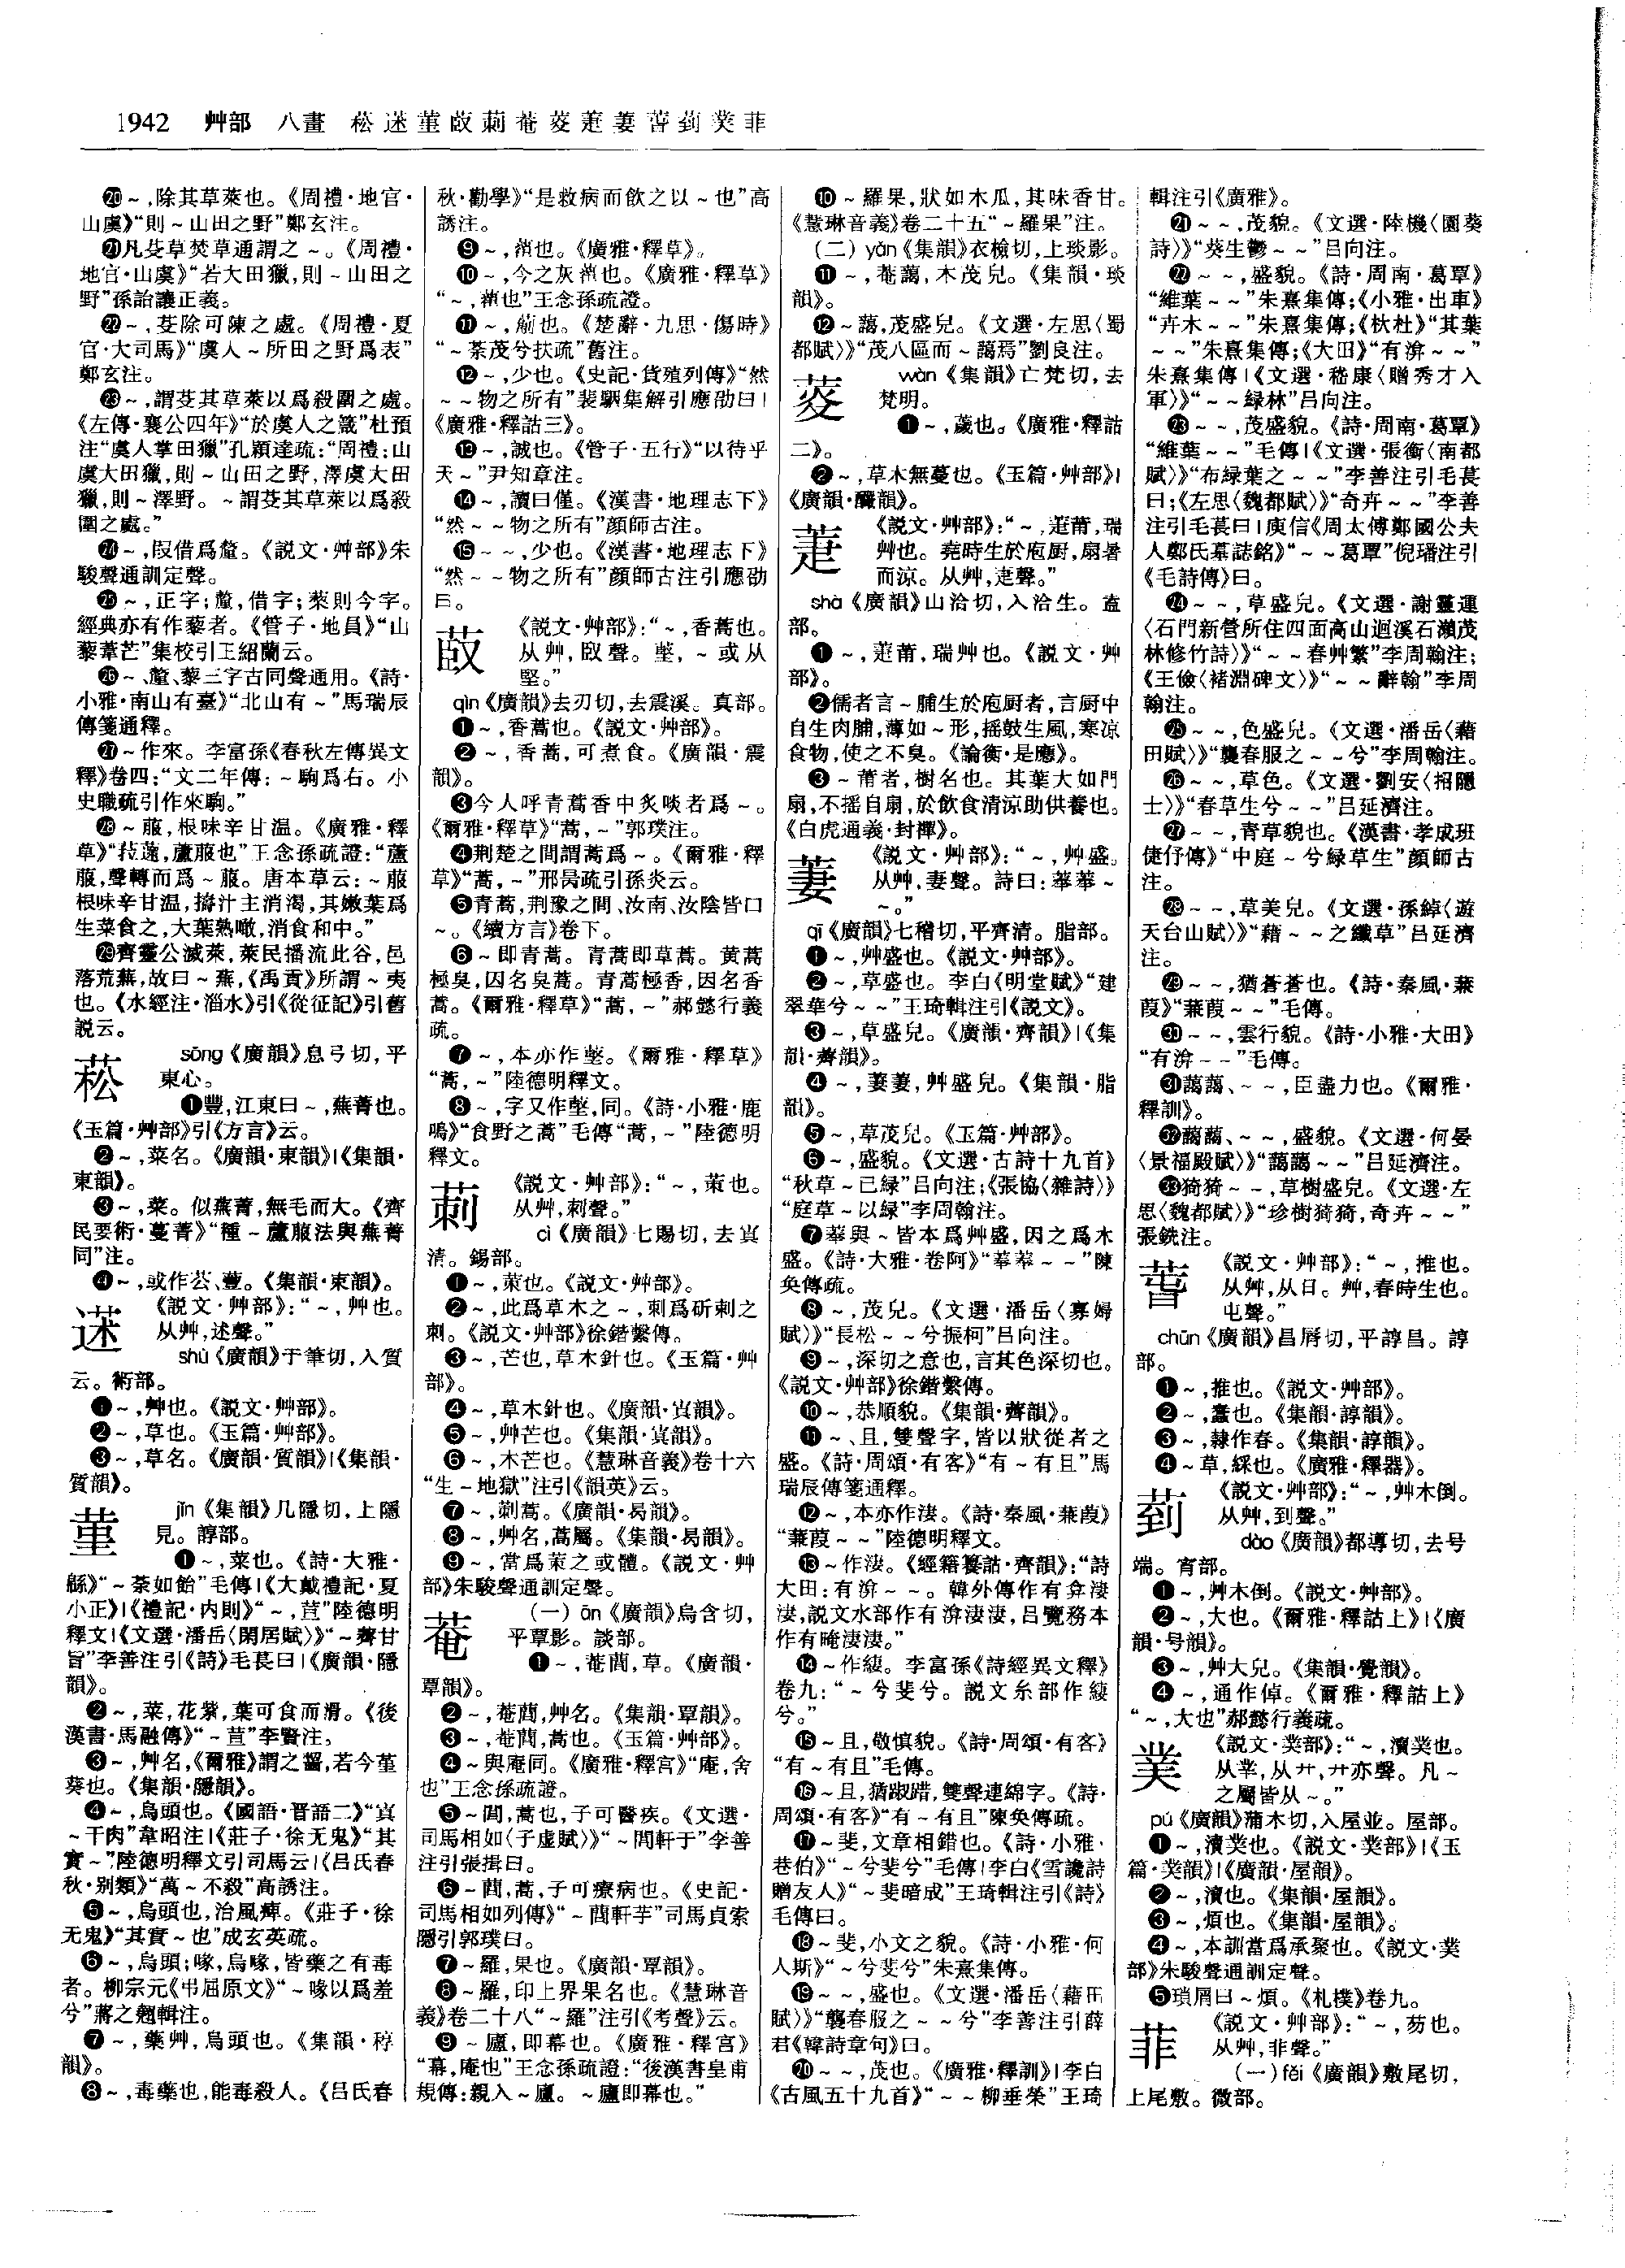 1942 艸部 八畫 菘蒁堇菣莿菴䓕萐萋萅菿菐菲
⑳～,除其草萊也。《周禮·地官·
山虞》“則～山田之野”鄭玄注。
㉑凡芟草焚草通謂之～。《周禮·
地官·山虞》“若大田獵,則～山田之
野”孫詒讓正義。
㉒～,芟除可陳之處。《周禮·夏
官·大司馬》“虞人～所田之野爲表”
鄭玄注。
㉓～,謂芟其草萊以爲殺圍之處。
《左傳·襄公四年》“於虞人之箴”杜預
注“虞人掌田獵”孔穎達疏:“周禮:山
虞大田獵,則～山田之野,澤虞大田
獵,則～澤野。～謂芟其草萊以爲殺
圍之處。”
㉔～,叚借爲釐。《説文·艸部》朱
駿聲通訓定聲。
㉕～,正字;釐,借字;萊則今字。
經典亦有作藜者。《管子·地員》“山
藜葦芒”集校引王紹蘭云。
㉖～、釐、黎三字古同聲通用。《詩·
小雅·南山有臺》“北山有～”馬瑞辰
傳箋通釋。
㉗～作來。李富孫《春秋左傳異文
釋》卷四:“文二年傳:～駒爲右。小
史職疏引作來駒。”
㉘～菔,根味辛甘温。《廣雅·釋
草》“菈䔖,蘆菔也”王念孫疏證:“蘆
菔,聲轉而爲～菔。唐本草云:～菔
根味辛甘温,擣汁主消渴,其嫩葉爲
生菜食之,大葉熟噉,消食和中。”
㉙齊靈公滅萊,萊民播流此谷,邑
落荒蕪,故曰～蕪,《禹貢》所謂～夷
也。《水經注·淄水》引《從征記》引舊
説云。
菘 sōng《廣韻》息弓切,平
東心。
❶豐,江東曰～,蕪菁也。
《玉篇·艸部》引《方言》云。
❷～,菜名。《廣韻·東韻》|《集韻·
東韻》。
❸～,菜。似蕪菁,無毛而大。《齊
民要術·蔓菁》“種～蘆菔法與蕪菁
同”注。
❹～,或作䒳、蘴。《集韻·東韻》。
蒁 《説文·艸部》:“～,艸也。
从艸,述聲。”
shù《廣韻》于筆切,入質
云。術部。
❶～,艸也。《説文·艸部》。
❷～,草也。《玉篇·艸部》。
❸～,草名。《廣韻·質韻》|《集韻·
質韻》。
堇 jǐn《集韻》几隱切,上隱
見。諄部。
❶～,菜也。《詩·大雅·
緜》“～荼如飴”毛傳|《大戴禮記·夏
小正》|《禮記·内則》“～,荁”陸德明
釋文|《文選·潘岳〈閑居賦〉》“～薺甘
旨”李善注引《詩》毛萇曰|《廣韻·隱
韻》。
❷～,菜,花紫,葉可食而滑。《後
漢書·馬融傳》“～荁”李賢注。
❸～,艸名,《爾雅》謂之齧,若今堇
葵也。《集韻·隱韻》。
❹～,烏頭也。《國語·晋語二》“寘
～于肉”韋昭注|《莊子·徐无鬼》“其
實～”陸德明釋文引司馬云|《吕氏春
秋·别類》“萬～不殺”高誘注。
❺～,烏頭也,治風痺。《莊子·徐
无鬼》“其實～也”成玄英疏。
❻～,烏頭;喙,烏喙,皆藥之有毒
者。柳宗元《弔屈原文》“～喙以爲羞
兮”蔣之翹輯注。
❼～,藥艸,烏頭也。《集韻·稕
韻》。
❽～,毒藥也,能毒殺人。《吕氏春
秋·勸學》“是救病而飲之以～也”高
誘注。
❾～,藋也。《廣雅·釋草》。
❿～,今之灰藋也。《廣雅·釋草》
“～,藋也”王念孫疏證。
⓫～,蕍也。《楚辭·九思·傷時》
“～荼茂兮扶疏”舊注。
⓬～,少也。《史記·貨殖列傳》“然
～～物之所有”裴駰集解引應劭曰|
《廣雅·釋詁三》。
⓭～,誠也。《管子·五行》“以待乎
天～”尹知章注。
⓮～,讀曰僅。《漢書·地理志下》
“然～～物之所有”顔師古注。
⓯～～,少也。《漢書·地理志下》
“然～～物之所有”顔師古注引應劭
曰。
菣 《説文·艸部》:“～,香蒿也。
从艸,臤聲。䕼,～或从
堅。”
qìn《廣韻》去刃切,去震溪。真部。
❶～,香蒿也。《説文·艸部》。
❷～,香蒿,可煮食。《廣韻·震
韻》。
❸今人呼青蒿香中炙啖者爲～。
《爾雅·釋草》“蒿,～”郭璞注。
❹荆楚之間謂蒿爲～。《爾雅·釋
草》“蒿,～”邢昺疏引孫炎云。
❺青蒿,荆豫之間、汝南、汝陰皆曰
～。《續方言》卷下。
❻～即青蒿。青蒿即草蒿。黄蒿
極臭,因名臭蒿。青蒿極香,因名香
蒿。《爾雅·釋草》“蒿,～”郝懿行義
疏。
❼～,本亦作䕼。《爾雅·釋草》
“蒿,～”陸德明釋文。
❽～,字又作䕼,同。《詩·小雅·鹿
鳴》“食野之蒿”毛傳“蒿,～”陸德明
釋文。
莿 《説文·艸部》:“～,茦也。
从艸,刺聲。”
cì《廣韻》七賜切,去寘
清。錫部。
❶～,茦也。《説文·艸部》。
❷～,此爲草木之～,刺爲斫刺之
刺。《説文·艸部》徐鍇繫傳。
❸～,芒也,草木針也。《玉篇·艸
部》。
❹～,草木針也。《廣韻·寘韻》。
❺～,艸芒也。《集韻·寘韻》。
❻～,木芒也。《慧琳音義》卷十六
“生～地獄”注引《韻英》云。
❼～,莿蒿。《廣韻·昜韻》。
❽～,艸名,蒿屬。《集韻·昜韻》。
❾～,當爲茦之或體。《説文·艸
部》朱駿聲通訓定聲。
菴 (一)ān《廣韻》烏含切,
平覃影。談部。
❶～,菴䕡,草。《廣韻·
覃韻》。
❷～,菴䕡,艸名。《集韻·覃韻》。
❸～,菴䕡,蒿也。《玉篇·艸部》。
❹～與庵同。《廣雅·釋宫》“庵,舍
也”王念孫疏證。
❺～閭,蒿也,子可醫疾。《文選·
司馬相如〈子虚賦〉》“～閭軒于”李善
注引張揖曰。
❻～䕡,蒿,子可療病也。《史記·
司馬相如列傳》“～䕡軒芋”司馬貞索
隱引郭璞曰。
❼～羅,果也。《廣韻·覃韻》。
❽～羅,印上界果名也。《慧琳音
義》卷二十八“～羅”注引《考聲》云。
❾～廬,即幕也。《廣雅·釋宫》
“幕,庵也”王念孫疏證:“後漢書皇甫
規傳:親入～廬。～廬即幕也。”
❿～羅果,狀如木瓜,其味香甘。
《慧琳音義》卷二十五“～羅果”注。
(二)yǎn《集韻》衣檢切,上琰影。
⓫～,菴藹,木茂皃。《集韻·琰
韻》。
⓬～藹,茂盛皃。《文選·左思〈蜀
都賦〉》“茂八區而～藹焉”劉良注。
䓕 wàn《集韻》亡梵切,去
梵明。
❶～,薉也。《廣雅·釋詁
二》。
❷～,草木無蔓也。《玉篇·艸部》|
《廣韻·釅韻》。
萐 《説文·艸部》:“～,萐莆,瑞
艸也。堯時生於庖厨,扇暑
而涼。从艸,疌聲。”
shà《廣韻》山洽切,入洽生。盍
部。
❶～,萐莆,瑞艸也。《説文·艸
部》。
❷儒者言～脯生於庖厨者,言厨中
自生肉脯,薄如～形,摇鼓生風,寒凉
食物,使之不臭。《論衡·是應》。
❸～莆者,樹名也。其葉大如門
扇,不摇自扇,於飲食清涼助供養也。
《白虎通義·封禪》。
萋 《説文·艸部》:“～,艸盛。
从艸,妻聲。詩曰:菶菶～
～。”
qī《廣韻》七稽切,平齊清。脂部。
❶～,艸盛也。《説文·艸部》。
❷～,草盛也。李白《明堂賦》“建
翠華兮～～”王琦輯注引《説文》。
❸～,草盛皃。《廣韻·齊韻》|《集
韻·薺韻》。
❹～,萋萋,艸盛皃。《集韻·脂
韻》。
❺～,草茂皃。《玉篇·艸部》。
❻～,盛貌。《文選·古詩十九首》
“秋草～已緑”吕向注;《張協〈雜詩〉》
“庭草～以緑”李周翰注。
❼菶與～皆本爲艸盛,因之爲木
盛。《詩·大雅·卷阿》“菶菶～～”陳
奂傳疏。
❽～,茂皃。《文選·潘岳〈寡婦
賦〉》“長松～～兮振柯”吕向注。
❾～,深切之意也,言其色深切也。
《説文·艸部》徐鍇繫傳。
❿～,恭順貌。《集韻·薺韻》。
⓫～、且,雙聲字,皆以狀從者之
盛。《詩·周頌·有客》“有～有且”馬
瑞辰傳箋通釋。
⓬～,本亦作淒。《詩·秦風·蒹葭》
“蒹葭～～”陸德明釋文。
⓭～作淒。《經籍籑詁·齊韻》:“詩
大田:有渰～～。韓外傳作有弇淒
淒,説文水部作有渰淒淒,吕覽務本
作有晻淒淒。”
⓮～作緀。李富孫《詩經異文釋》
卷九:“～兮斐兮。説文糸部作緀
兮。”
⓯～且,敬慎貌。《詩·周頌·有客》
“有～有且”毛傳。
⓰～且,猶踧踖,雙聲連綿字。《詩·
周頌·有客》“有～有且”陳奂傳疏。
⓱～斐,文章相錯也。《詩·小雅·
巷伯》“～兮斐兮”毛傳|李白《雪讒詩
贈友人》“～斐暗成”王琦輯注引《詩》
毛傳曰。
⓲～斐,小文之貌。《詩·小雅·何
人斯》“～兮斐兮”朱熹集傳。
⓳～～,盛也。《文選·潘岳〈藉田
賦〉》“襲春服之～～兮”李善注引薛
君《韓詩章句》曰。
⓴～～,茂也。《廣雅·釋訓》|李白
《古風五十九首》“～～柳垂榮”王琦
輯注引《廣雅》。
㉑～～,茂貌。《文選·陸機〈園葵
詩〉》“葵生鬱～～”吕向注。
㉒～～,盛貌。《詩·周南·葛覃》
“維葉～～”朱熹集傳;《小雅·出車》
“卉木～～”朱熹集傳;《杕杜》“其葉
～～”朱熹集傳;《大田》“有渰～～”
朱熹集傳|《文選·嵇康〈贈秀才入
軍〉》“～～緑林”吕向注。
㉓～～,茂盛貌。《詩·周南·葛覃》
“維葉～～”毛傳|《文選·張衡〈南都
賦〉》“布緑葉之～～”李善注引毛萇
曰;《左思〈魏都賦〉》“奇卉～～”李善
注引毛萇曰|庾信《周太傅鄭國公夫
人鄭氏墓誌銘》“～～葛覃”倪璠注引
《毛詩傳》曰。
㉔～～,草盛皃。《文選·謝靈運
〈石門新營所住四面高山迴溪石瀨茂
林修竹詩〉》“～～春艸繁”李周翰注;
《王儉〈褚淵碑文〉》“～～辭翰”李周
翰注。
㉕～～,色盛皃。《文選·潘岳〈藉
田賦〉》“襲春服之～～兮”李周翰注。
㉖～～,草色。《文選·劉安〈招隱
士〉》“春草生兮～～”吕延濟注。
㉗～～,青草貌也。《漢書·孝成班
倢伃傳》“中庭～兮緑草生”顔師古
注。
㉘～～,草美皃。《文選·孫綽〈遊
天台山賦〉》“藉～～之纖草”吕延濟
注。
㉙～～,猶蒼蒼也。《詩·秦風·蒹
葭》“蒹葭～～”毛傳。
㉚～～,雲行貌。《詩·小雅·大田》
“有渰～～”毛傳。
㉛藹藹、～～,臣盡力也。《爾雅·
釋訓》。
㉜藹藹、～～,盛貌。《文選·何晏
〈景福殿賦〉》“藹藹～～”吕延濟注。
㉝猗猗～～,草樹盛皃。《文選·左
思〈魏都賦〉》“珍樹猗猗,奇卉～～”
張銑注。
萅 《説文·艸部》:“～,推也。
从艸,从日。艸,春時生也。
屯聲。”
chūn《廣韻》昌脣切,平諄昌。諄
部。
❶～,推也。《説文·艸部》。
❷～,蠢也。《集韻·諄韻》。
❸～,隸作春。《集韻·諄韻》。
❹～草,綵也。《廣雅·釋器》。
菿 《説文·艸部》:“～,艸木倒。
从艸,到聲。”
dào《廣韻》都導切,去号
端。宵部。
❶～,艸木倒。《説文·艸部》。
❷～,大也。《爾雅·釋詁上》|《廣
韻·号韻》。
❸～,艸大皃。《集韻·覺韻》。
❹～,通作倬。《爾雅·釋詁上》
“～,大也”郝懿行義疏。
菐 《説文·菐部》:“～,瀆菐也。
从丵,从廾,廾亦聲。凡～
之屬皆从～。”
pú《廣韻》蒲木切,入屋並。屋部。
❶～,瀆菐也。《説文·菐部》|《玉
篇·菐韻》|《廣韻·屋韻》。
❷～,瀆也。《集韻·屋韻》。
❸～,煩也。《集韻·屋韻》。
❹～,本訓當爲丞聚也。《説文·菐
部》朱駿聲通訓定聲。
❺瑣屑曰～煩。《札樸》卷九。
菲 《説文·艸部》:“～,芴也。
从艸,非聲。”
(一)fěi《廣韻》敷尾切,
上尾敷。微部。